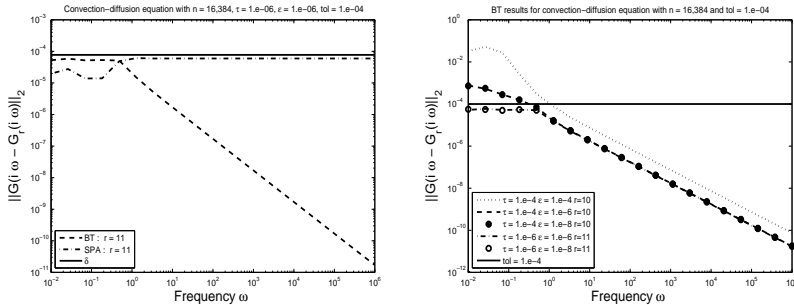 Convection−diffusion equation with n = 16,384, τ = 1.e−06, ε = 1.e−06, tol = 1.e−04
10⁻³
10⁻⁴
10⁻⁵
10⁻⁶
10⁻⁷
10⁻⁸
10⁻⁹
10⁻¹⁰
10⁻¹¹
||G(i ω − G_r(i ω)||₂
BT : r = 11
SPA : r = 11
δ
10⁻² 10⁻¹ 10⁰ 10¹ 10² 10³ 10⁴ 10⁵ 10⁶
Frequency ω
BT results for convection−diffusion equation with n = 16,384 and tol = 1.e−04
10⁰
10⁻²
10⁻⁴
10⁻⁶
10⁻⁸
10⁻¹⁰
10⁻¹²
||G(i ω − G_r(i ω)||₂
τ = 1.e−4 ε = 1.e−4 r=10
τ = 1.e−4 ε = 1.e−6 r=10
τ = 1.e−4 ε = 1.e−8 r=10
τ = 1.e−6 ε = 1.e−6 r=11
τ = 1.e−6 ε = 1.e−8 r=11
tol = 1.e−4
10⁻² 10⁻¹ 10⁰ 10¹ 10² 10³ 10⁴ 10⁵ 10⁶
Frequency ω